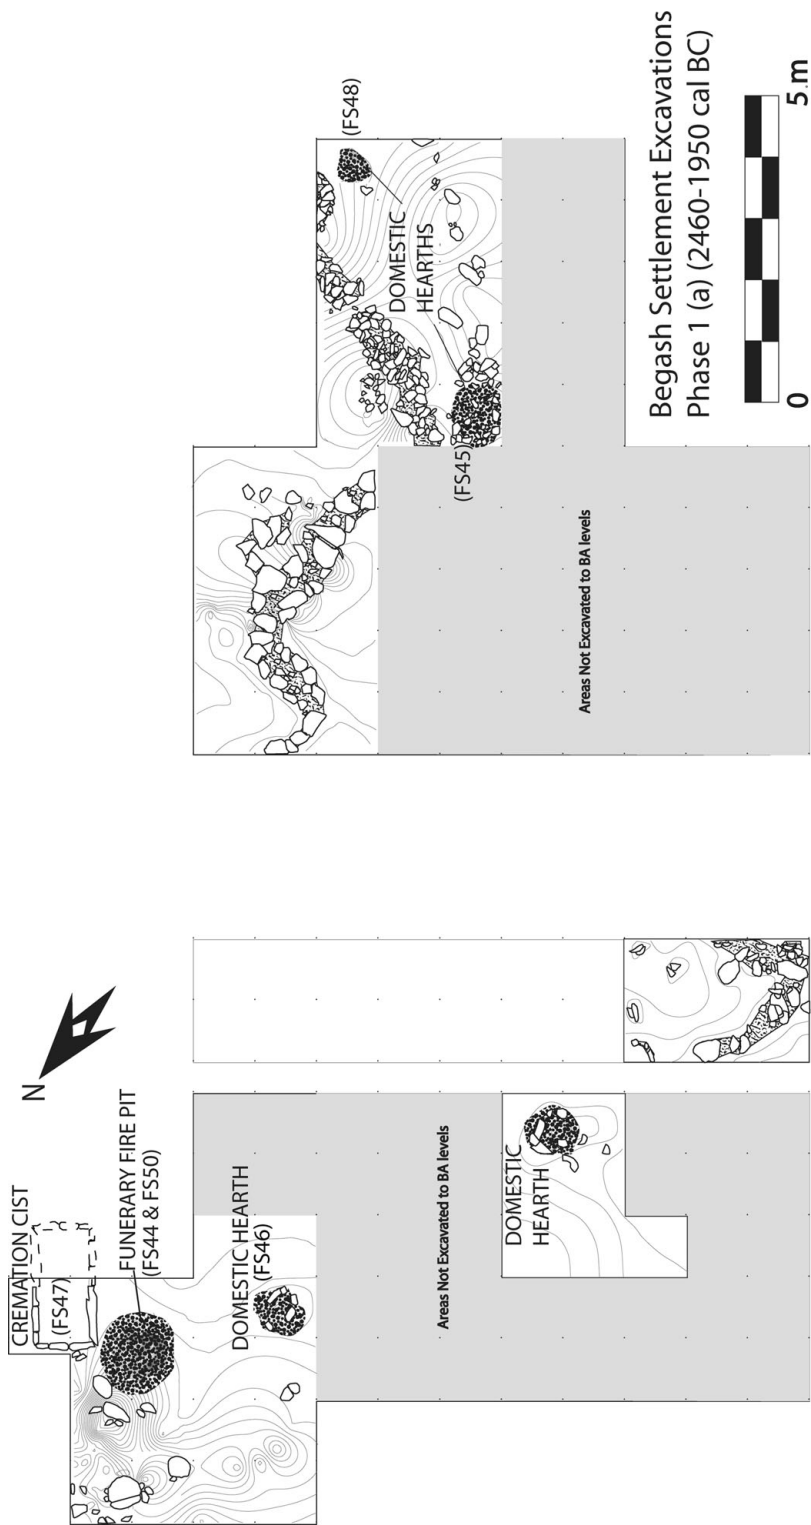 N
CREMATION CIST
(FS47)
FUNERARY FIRE PIT
(FS44 & FS50)
DOMESTIC HEARTH
(FS46)
Areas Not Excavated to BA levels
DOMESTIC
HEARTH
Areas Not Excavated to BA levels
(FS45)
DOMESTIC
HEARTHS
(FS48)
Begash Settlement Excavations
Phase 1 (a) (2460-1950 cal BC)
0
5 m